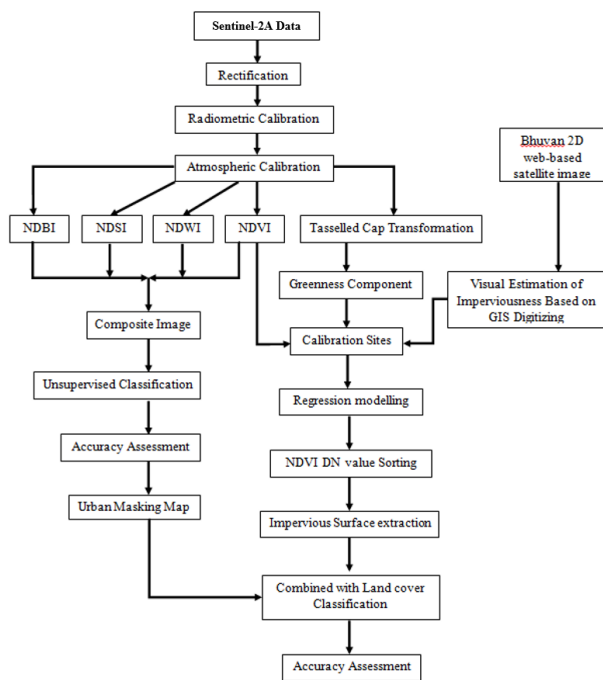 Sentinel-2A Data
Rectification
Radiometric Calibration
Atmospheric Calibration
Bhuvan 2D
web-based
satellite image
NDBI
NDSI
NDWI
NDVI
Tasselled Cap Transformation
Greenness Component
Visual Estimation of
Imperviousness Based on
GIS Digitizing
Composite Image
Calibration Sites
Unsupervised Classification
Regression modelling
Accuracy Assessment
NDVI DN value Sorting
Urban Masking Map
Impervious Surface extraction
Combined with Land cover
Classification
Accuracy Assessment